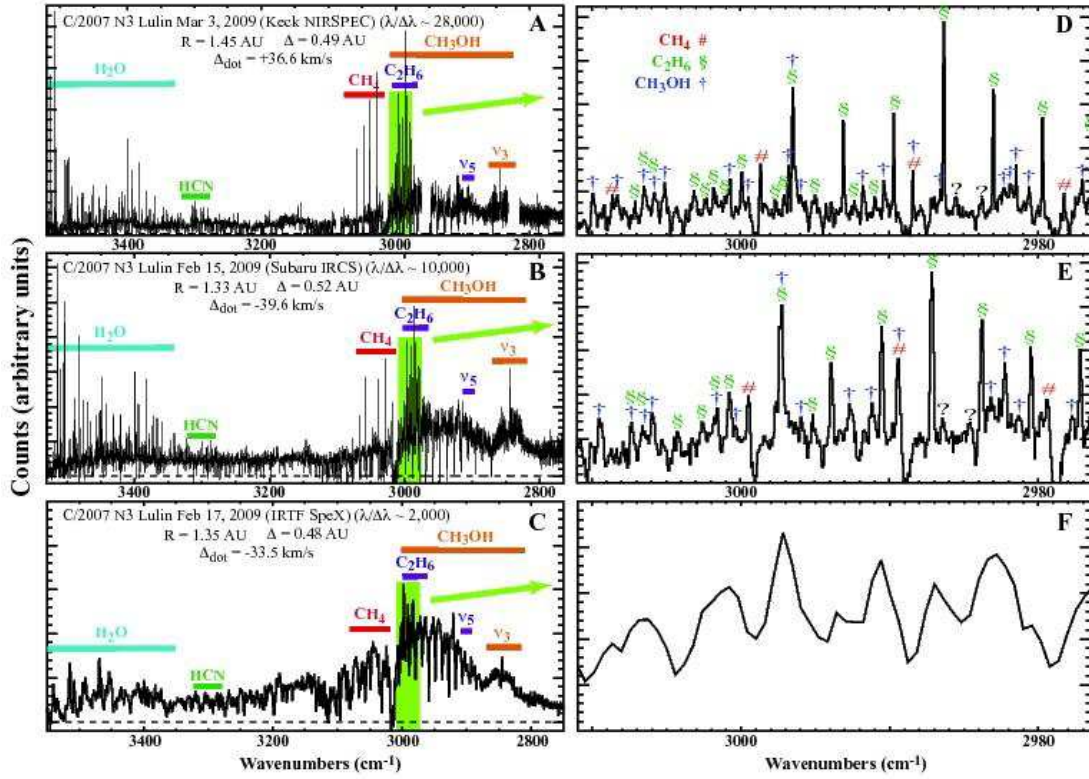 C/2007 N3 Lulin Mar 3, 2009 (Keck NIRSPEC) (λ/Δλ ~ 28,000) A
R = 1.45 AU Δ = 0.49 AU
Δdot = +36.6 km/s
CH3OH
H2O
C2H6
CH4
HCN
ν5
ν3
3400 3200 3000 2800
C/2007 N3 Lulin Feb 15, 2009 (Subaru IRCS) (λ/Δλ ~ 10,000) B
R = 1.33 AU Δ = 0.52 AU
Δdot = -39.6 km/s
CH3OH
C2H6
H2O
CH4
ν3
ν5
HCN
3400 3200 3000 2800
C/2007 N3 Lulin Feb 17, 2009 (IRTF SpeX) (λ/Δλ ~ 2,000) C
R = 1.35 AU Δ = 0.48 AU
Δdot = -33.5 km/s
CH3OH
C2H6
CH4
H2O
ν5
ν3
HCN
3400 3200 3000 2800
Wavenumbers (cm-1)
Counts (arbitrary units)
D
CH4 #
C2H6 §
CH3OH †
? ?
3000 2980
E
? ?
3000 2980
F
3000 2980
Wavenumbers (cm-1)